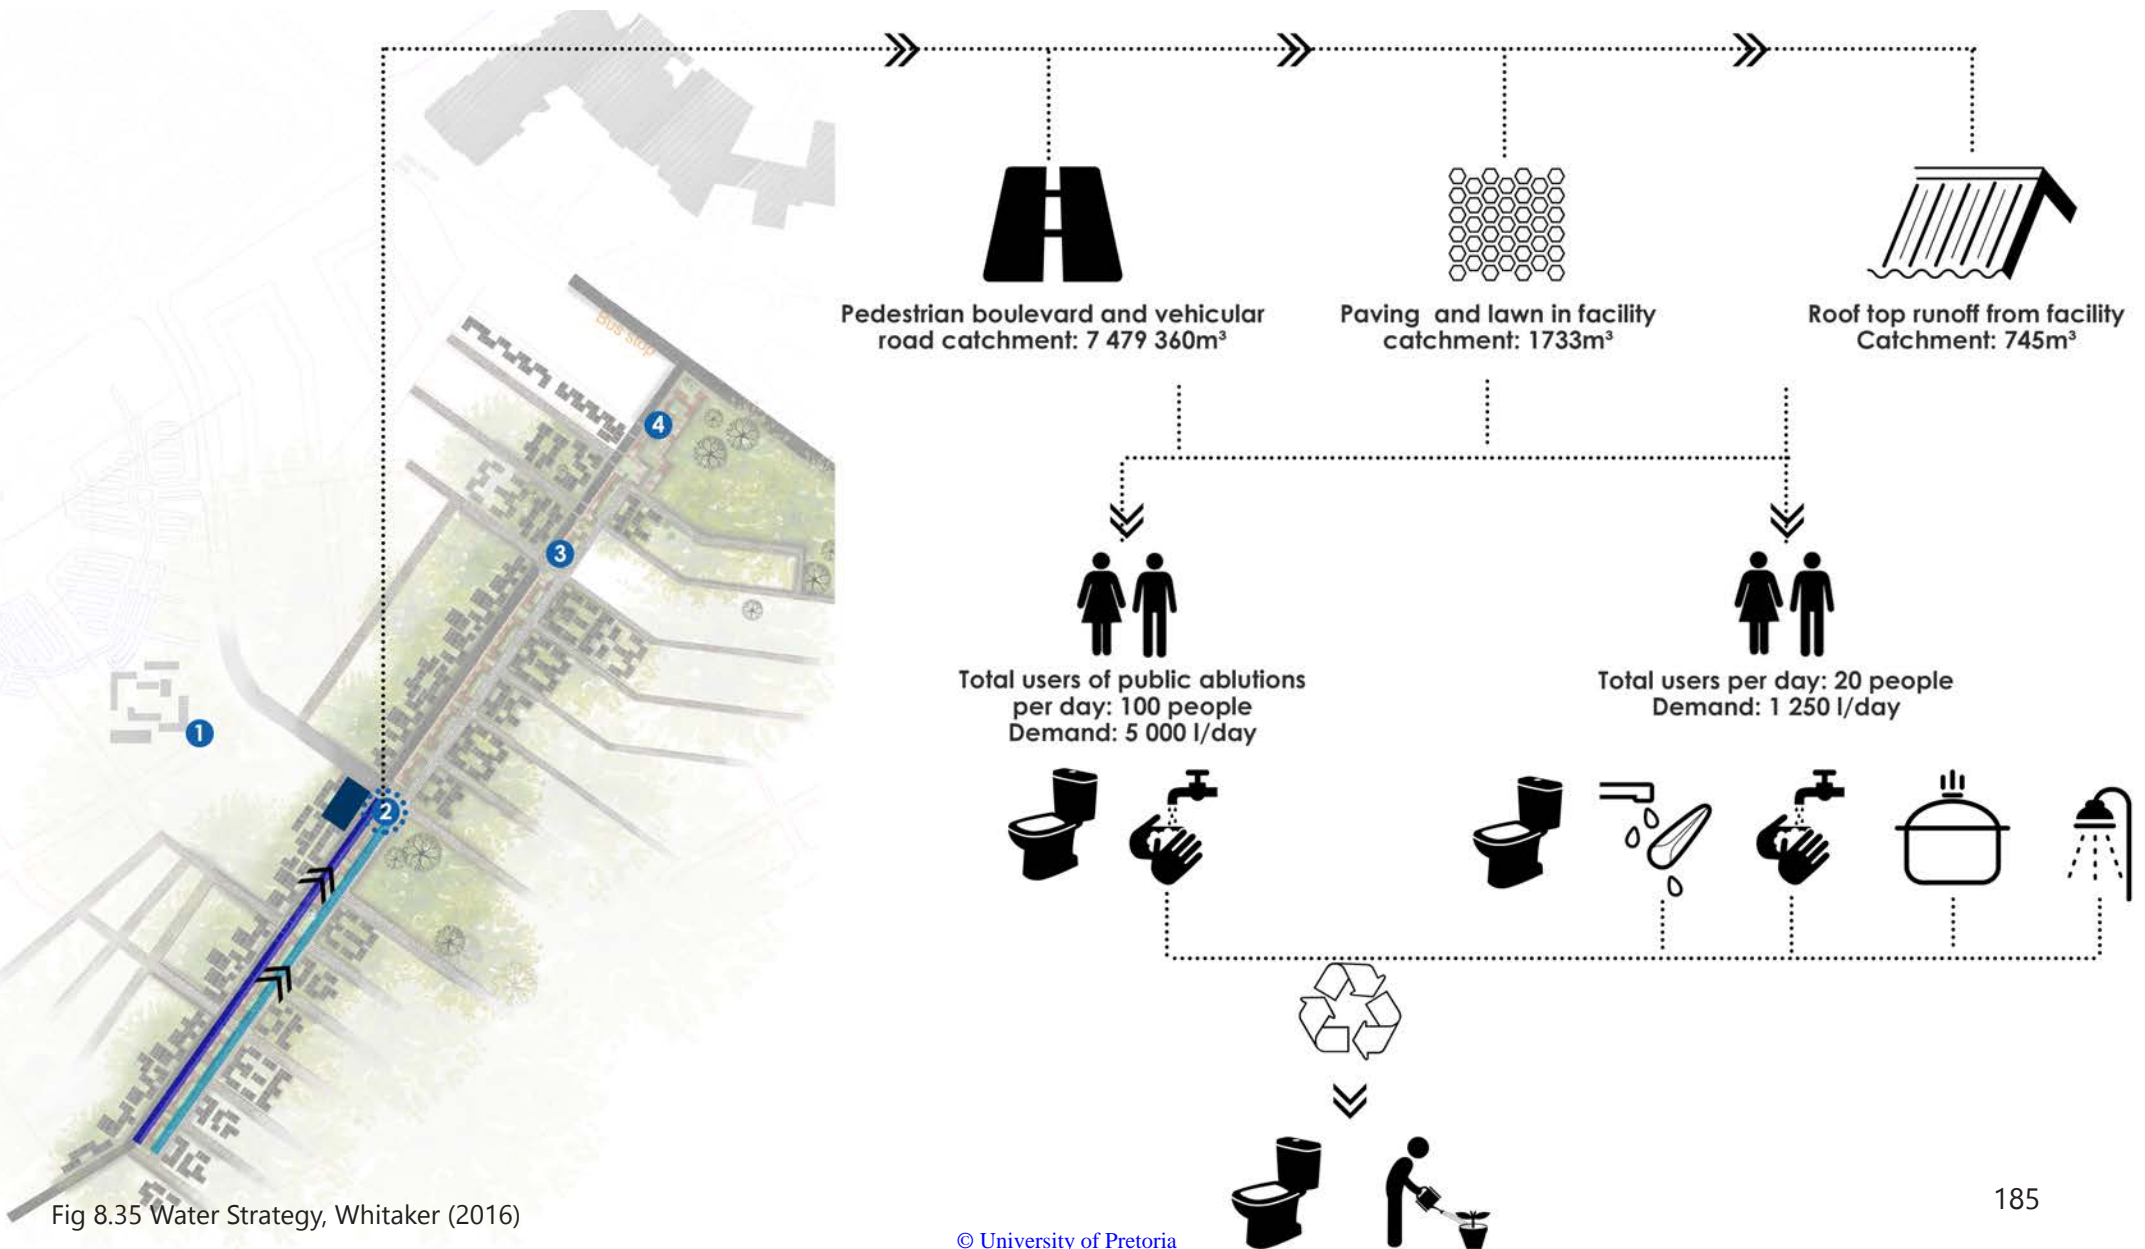 Pedestrian boulevard and vehicular
road catchment: 7 479 360m³
Paving and lawn in facility
catchment: 1733m³
Roof top runoff from facility
Catchment: 745m³
Bus stop
4
3
1
2
Total users of public ablutions
per day: 100 people
Demand: 5 000 l/day
Total users per day: 20 people
Demand: 1 250 l/day
Fig 8.35 Water Strategy, Whitaker (2016)
185
© University of Pretoria